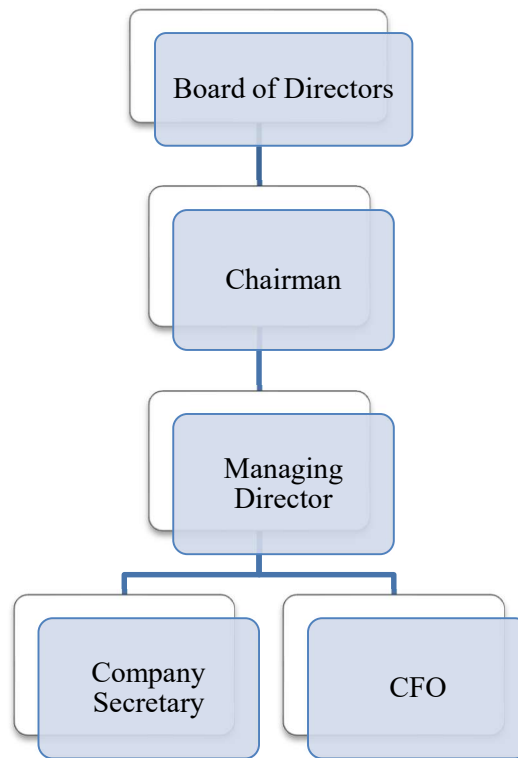 Board of Directors
Chairman
Managing
Director
Company
Secretary
CFO